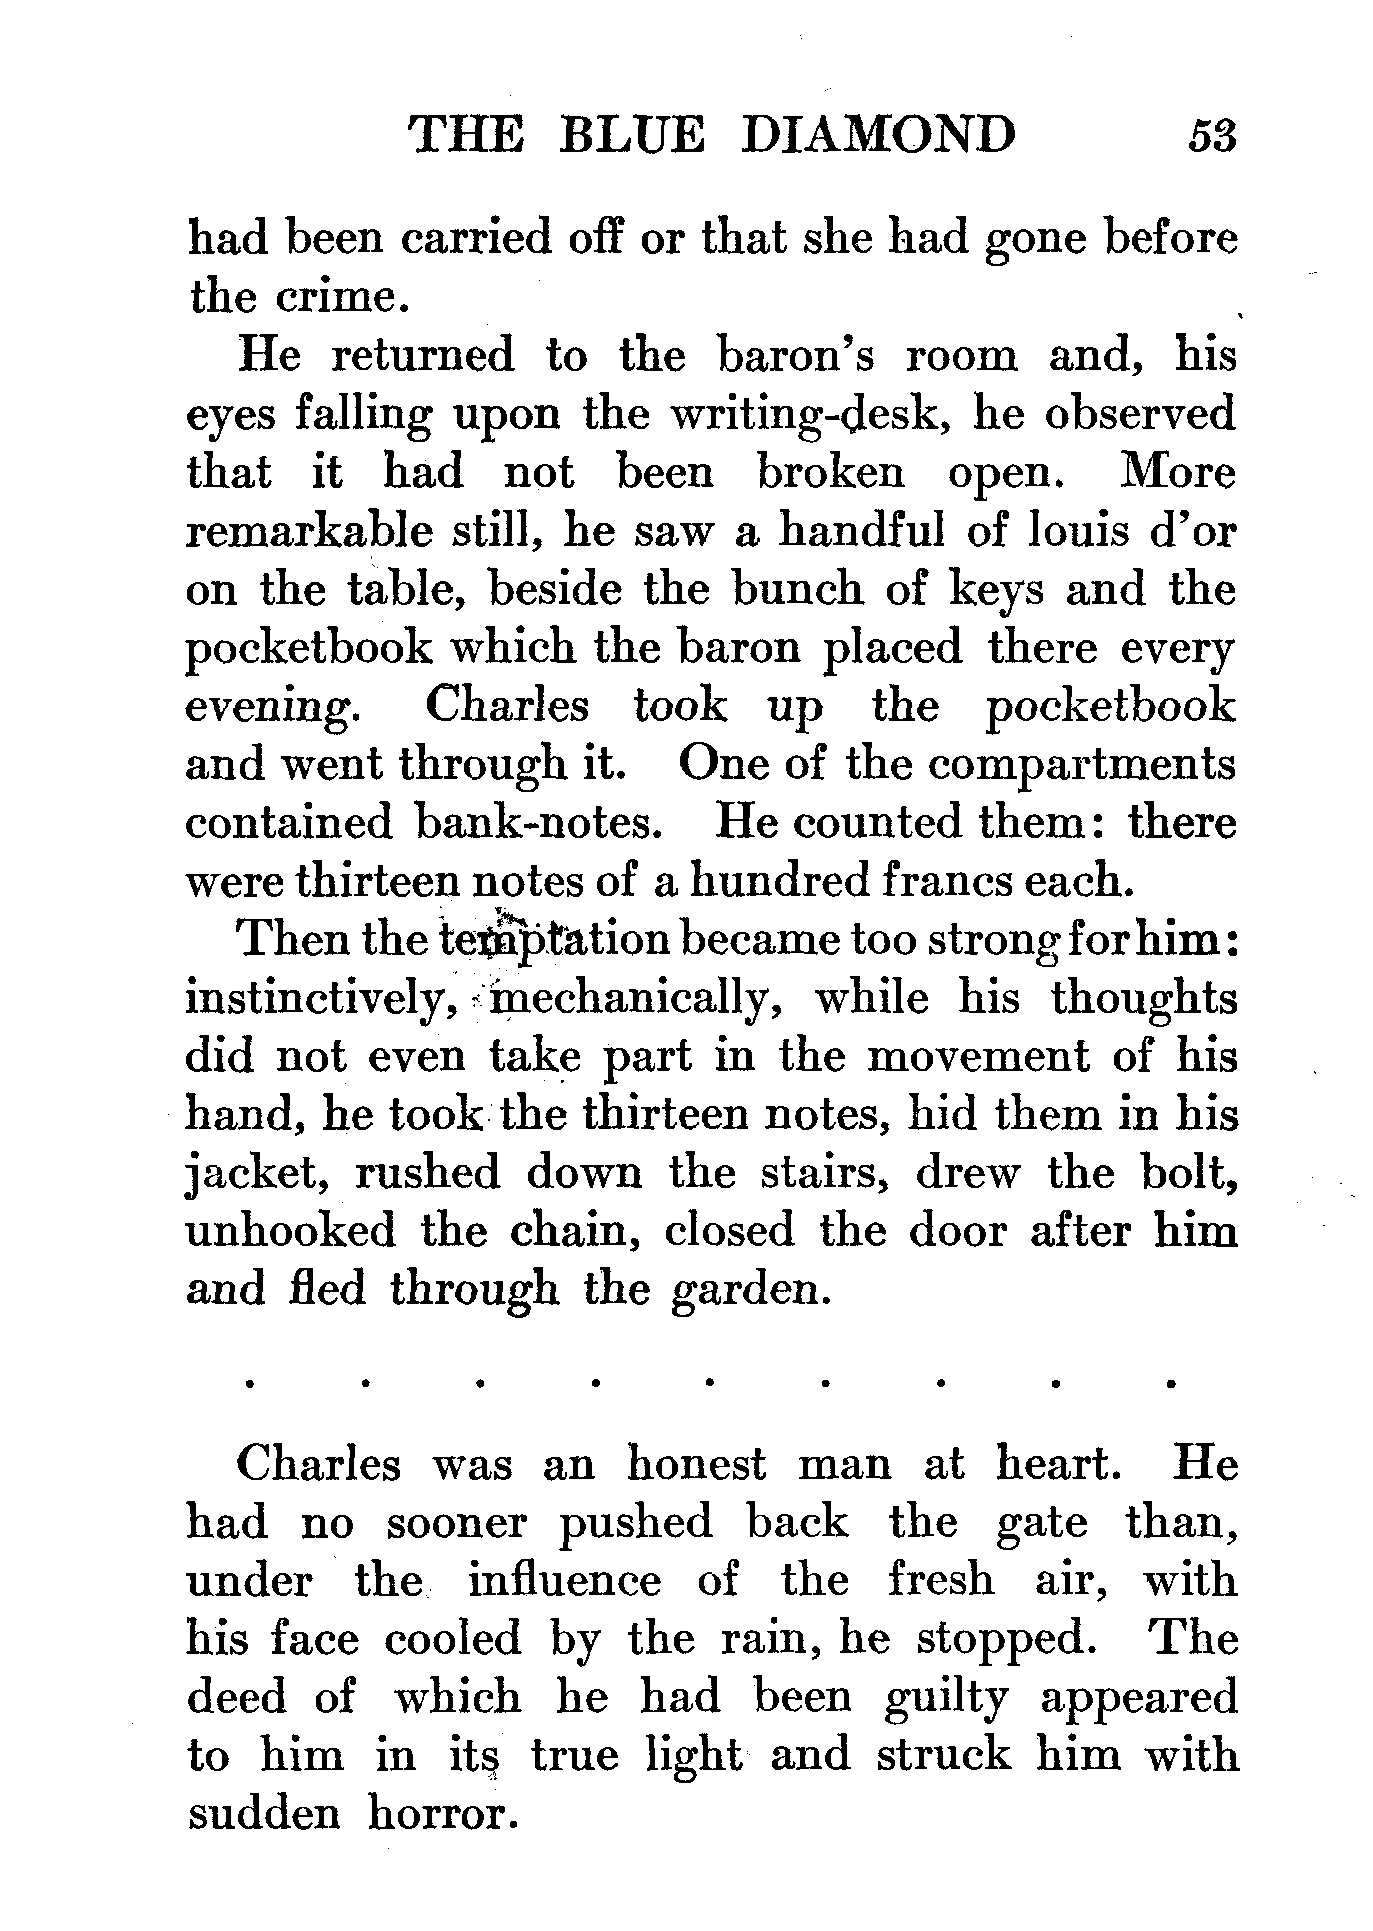 THE BLUE DIAMOND 53
had been carried off or that she had gone before
the crime.
He returned to the baron's room and, his
eyes falling upon the writing-desk, he observed
that it had not been broken open. More
remarkable still, he saw a handful of louis d'or
on the table, beside the bunch of keys and the
pocketbook which the baron placed there every
evening. Charles took up the pocketbook
and went through it. One of the compartments
contained bank-notes. He counted them: there
were thirteen notes of a hundred francs each.
Then the temptation became too strong for him:
instinctively, mechanically, while his thoughts
did not even take part in the movement of his
hand, he took the thirteen notes, hid them in his
jacket, rushed down the stairs, drew the bolt,
unhooked the chain, closed the door after him
and fled through the garden.
. . . . . . . . .
Charles was an honest man at heart. He
had no sooner pushed back the gate than,
under the influence of the fresh air, with
his face cooled by the rain, he stopped. The
deed of which he had been guilty appeared
to him in its true light and struck him with
sudden horror.